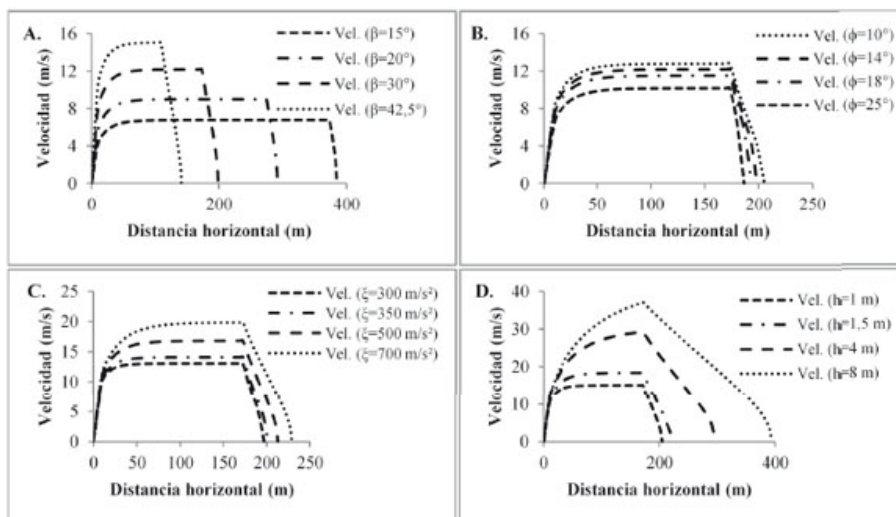 A.
Velocidad (m/s)
16
12
8
4
0
0 200 400
Distancia horizontal (m)
Vel. (β=15°)
Vel. (β=20°)
Vel. (β=30°)
Vel. (β=42,5°)
B.
Velocidad (m/s)
16
12
8
4
0
0 50 100 150 200 250
Distancia horizontal (m)
Vel. (ϕ=10°)
Vel. (ϕ=14°)
Vel. (ϕ=18°)
Vel. (ϕ=25°)
C.
Velocidad (m/s)
25
20
15
10
5
0
0 50 100 150 200 250
Distancia horizontal (m)
Vel. (ξ=300 m/s²)
Vel. (ξ=350 m/s²)
Vel. (ξ=500 m/s²)
Vel. (ξ=700 m/s²)
D.
Velocidad (m/s)
40
30
20
10
0
0 200 400
Distancia horizontal (m)
Vel. (h=1 m)
Vel. (h=1,5 m)
Vel. (h=4 m)
Vel. (h=8 m)